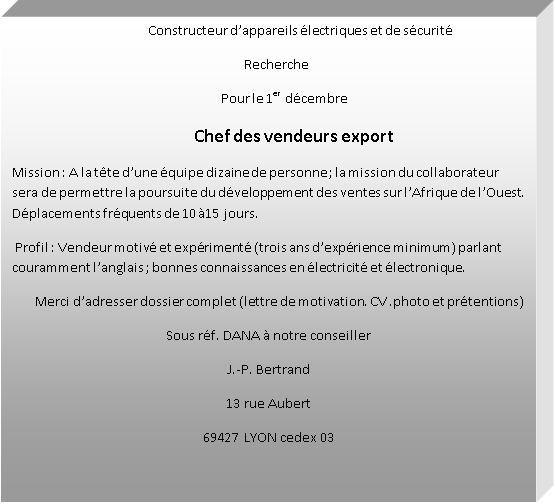 Constructeur d'appareils électriques et de sécurité
Recherche
Pour le 1er décembre
Chef des vendeurs export
Mission : A la tête d'une équipe dizaine de personne ; la mission du collaborateur
sera de permettre la poursuite du développement des ventes sur l'Afrique de l'Ouest.
Déplacements fréquents de 10 à15 jours.
Profil : Vendeur motivé et expérimenté (trois ans d'expérience minimum) parlant
couramment l'anglais ; bonnes connaissances en électricité et électronique.
Merci d'adresser dossier complet (lettre de motivation. CV .photo et prétentions)
Sous réf. DANA à notre conseiller
J.-P. Bertrand
13 rue Aubert
69427 LYON cedex 03